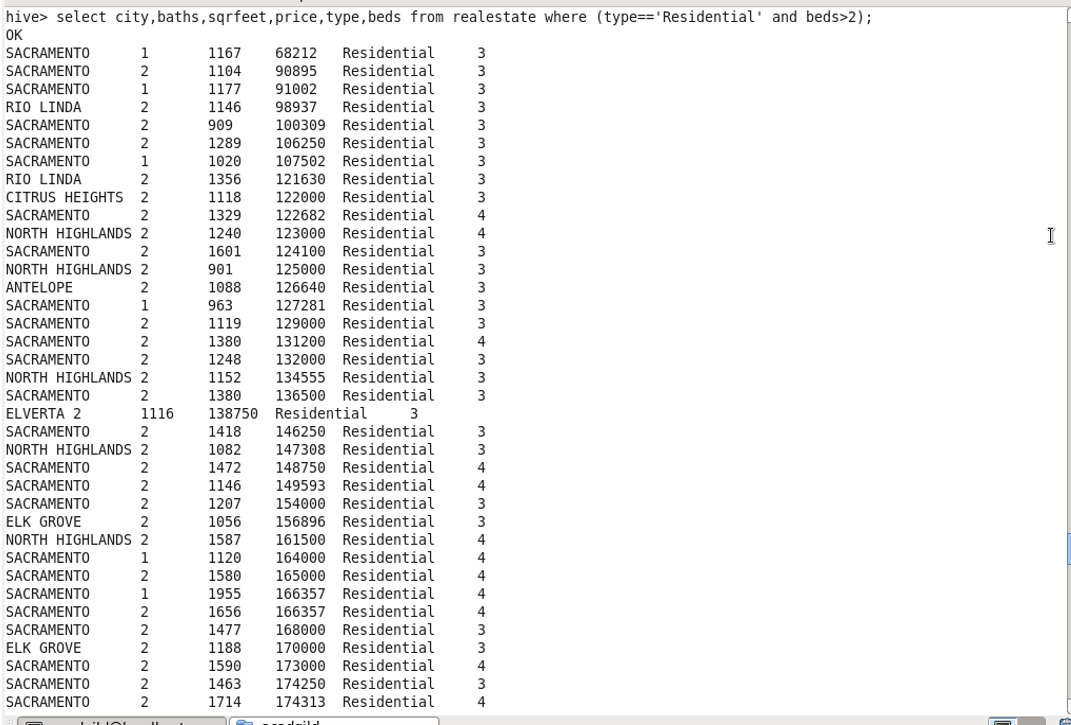 hive> select city,baths,sqrfeet,price,type,beds from realestate where (type=='Residential' and beds>2);
OK
SACRAMENTO 1 1167 68212 Residential 3
SACRAMENTO 2 1104 90895 Residential 3
SACRAMENTO 1 1177 91002 Residential 3
RIO LINDA 2 1146 98937 Residential 3
SACRAMENTO 2 909 100309 Residential 3
SACRAMENTO 2 1289 106250 Residential 3
SACRAMENTO 1 1020 107502 Residential 3
RIO LINDA 2 1356 121630 Residential 3
CITRUS HEIGHTS 2 1118 122000 Residential 3
SACRAMENTO 2 1329 122682 Residential 4
NORTH HIGHLANDS 2 1240 123000 Residential 4
SACRAMENTO 2 1601 124100 Residential 3
NORTH HIGHLANDS 2 901 125000 Residential 3
ANTELOPE 2 1088 126640 Residential 3
SACRAMENTO 1 963 127281 Residential 3
SACRAMENTO 2 1119 129000 Residential 3
SACRAMENTO 2 1380 131200 Residential 4
SACRAMENTO 2 1248 132000 Residential 3
NORTH HIGHLANDS 2 1152 134555 Residential 3
SACRAMENTO 2 1380 136500 Residential 3
ELVERTA 2 1116 138750 Residential 3
SACRAMENTO 2 1418 146250 Residential 3
NORTH HIGHLANDS 2 1082 147308 Residential 3
SACRAMENTO 2 1472 148750 Residential 4
SACRAMENTO 2 1146 149593 Residential 4
SACRAMENTO 2 1207 154000 Residential 3
ELK GROVE 2 1056 156896 Residential 3
NORTH HIGHLANDS 2 1587 161500 Residential 4
SACRAMENTO 1 1120 164000 Residential 4
SACRAMENTO 2 1580 165000 Residential 4
SACRAMENTO 1 1955 166357 Residential 4
SACRAMENTO 2 1656 166357 Residential 4
SACRAMENTO 2 1477 168000 Residential 3
ELK GROVE 2 1188 170000 Residential 3
SACRAMENTO 2 1590 173000 Residential 4
SACRAMENTO 2 1463 174250 Residential 3
SACRAMENTO 2 1714 174313 Residential 4